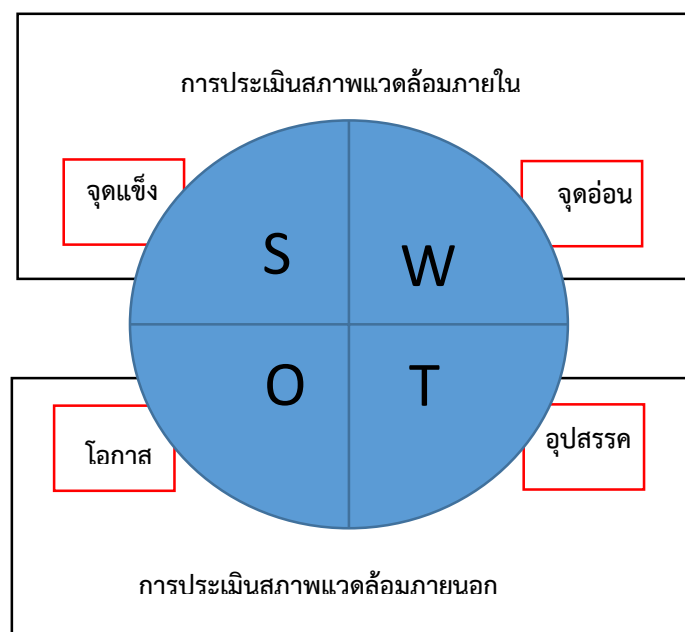 การประเมินสภาพแวดล้อมภายใน
จุดแข็ง
จุดอ่อน
S
W
O
T
โอกาส
อุปสรรค
การประเมินสภาพแวดล้อมภายนอก